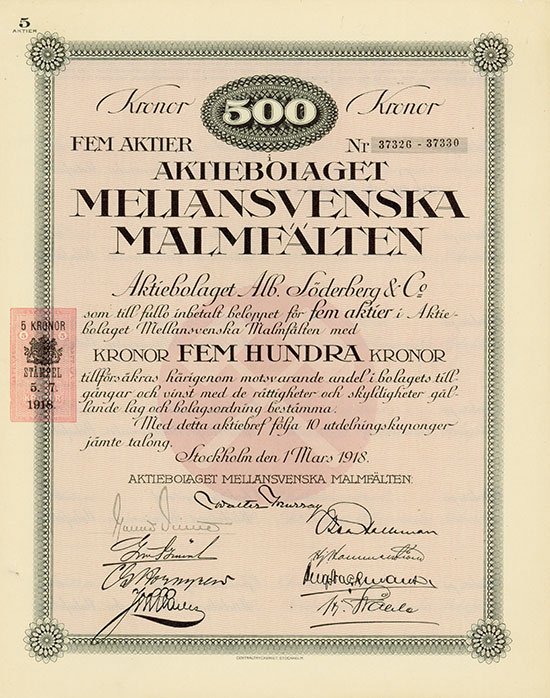 5
AKTIER
Kronor 500 Kronor
FEM AKTIER Nr 37326 - 37330
i
AKTIEBOLAGET
MELLANSVENSKA
MALMFÄLTEN
Aktiebolaget Alb. Söderberg & Co
som till fullo inbetalt beloppet för fem aktier i Aktie-
bolaget Mellansvenska Malmfälten med
KRONOR FEM HUNDRA KRONOR
tillförsäkras härigenom motsvarande andel i bolagets till-
gångar och vinst med de rättigheter och skyldigheter gäl-
lande lag och bolagsordning bestämma.
Med detta aktiebref följa 10 utdelningskuponger
jämte talong.
Stockholm den 1 Mars 1918.
AKTIEBOLAGET MELLANSVENSKA MALMFÄLTEN:
Walter Murray
5 KRONOR
STÄMPEL
5. 7.
1918
CENTRALTRYCKERIET, STOCKHOLM